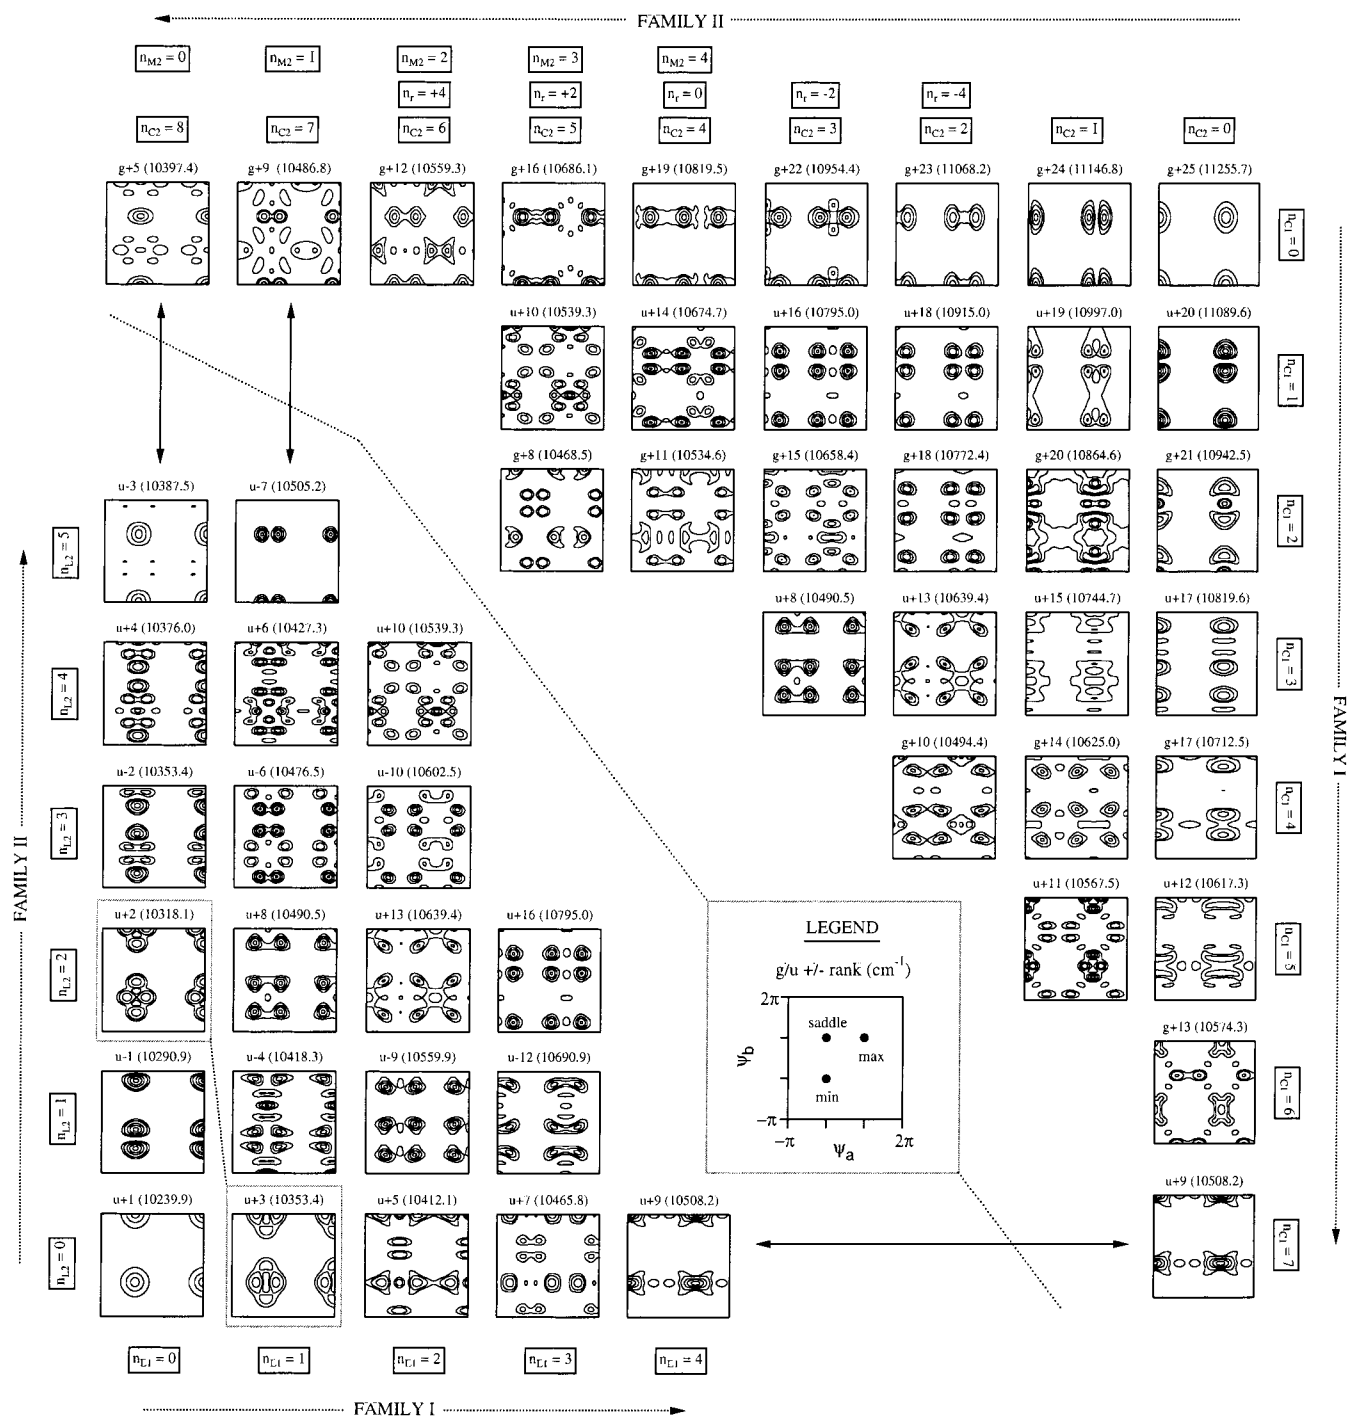 FAMILY II
n_M2 = 0 n_M2 = 1 n_M2 = 2 n_M2 = 3 n_M2 = 4
n_r = +4 n_r = +2 n_r = 0 n_r = -2 n_r = -4
n_C2 = 8 n_C2 = 7 n_C2 = 6 n_C2 = 5 n_C2 = 4 n_C2 = 3 n_C2 = 2 n_C2 = 1 n_C2 = 0
g+5 (10397.4) g+9 (10486.8) g+12 (10559.3) g+16 (10686.1) g+19 (10819.5) g+22 (10954.4) g+23 (11068.2) g+24 (11146.8) g+25 (11255.7)
n_C1 = 0
u+10 (10539.3) u+14 (10674.7) u+16 (10795.0) u+18 (10915.0) u+19 (10997.0) u+20 (11089.6)
n_C1 = 1
g+8 (10468.5) g+11 (10534.6) g+15 (10658.4) g+18 (10772.4) g+20 (10864.6) g+21 (10942.5)
n_C1 = 2
u-3 (10387.5) u-7 (10505.2)
n_L2 = 5
u+8 (10490.5) u+13 (10639.4) u+15 (10744.7) u+17 (10819.6)
n_C1 = 3
u+4 (10376.0) u+6 (10427.3) u+10 (10539.3)
n_L2 = 4
FAMILY I
g+10 (10494.4) g+14 (10625.0) g+17 (10712.5)
n_C1 = 4
u-2 (10353.4) u-6 (10476.5) u-10 (10602.5)
n_L2 = 3
FAMILY II
u+11 (10567.5) u+12 (10617.3)
n_C1 = 5
u+2 (10318.1) u+8 (10490.5) u+13 (10639.4) u+16 (10795.0)
n_L2 = 2
LEGEND
g/u +/- rank (cm⁻¹)
2π
saddle
max
ψb
min
-π
-π 2π
ψa
g+13 (10574.3)
n_C1 = 6
u-1 (10290.9) u-4 (10418.3) u-9 (10559.9) u-12 (10690.9)
n_L2 = 1
u+9 (10508.2)
n_C1 = 7
u+1 (10239.9) u+3 (10353.4) u+5 (10412.1) u+7 (10465.8) u+9 (10508.2)
n_L2 = 0
n_L1 = 0 n_L1 = 1 n_L1 = 2 n_L1 = 3 n_L1 = 4
FAMILY I